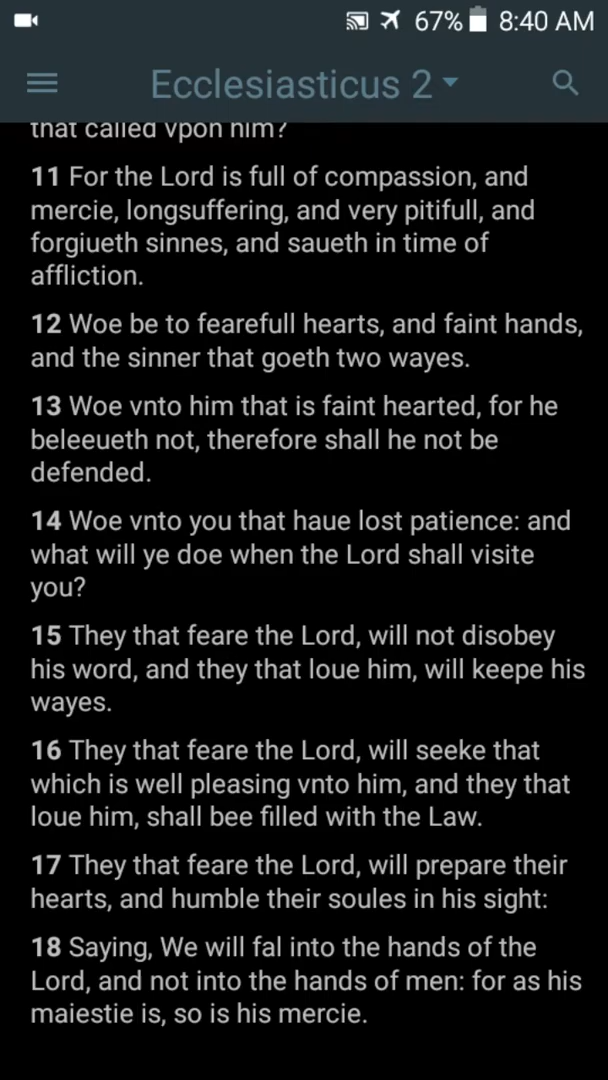 67% 8:40 AM
Ecclesiasticus 2
that called vpon him?
11 For the Lord is full of compassion, and
mercie, longsuffering, and very pitifull, and
forgiueth sinnes, and saueth in time of
affliction.
12 Woe be to fearefull hearts, and faint hands,
and the sinner that goeth two wayes.
13 Woe vnto him that is faint hearted, for he
beleeueth not, therefore shall he not be
defended.
14 Woe vnto you that haue lost patience: and
what will ye doe when the Lord shall visite
you?
15 They that feare the Lord, will not disobey
his word, and they that loue him, will keepe his
wayes.
16 They that feare the Lord, will seeke that
which is well pleasing vnto him, and they that
loue him, shall bee filled with the Law.
17 They that feare the Lord, will prepare their
hearts, and humble their soules in his sight:
18 Saying, We will fal into the hands of the
Lord, and not into the hands of men: for as his
maiestie is, so is his mercie.